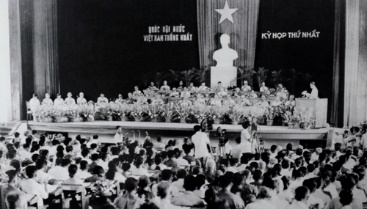 QUỐC HỘI NƯỚC
VIỆT NAM THỐNG NHẤT
KỲ HỌP THỨ NHẤT